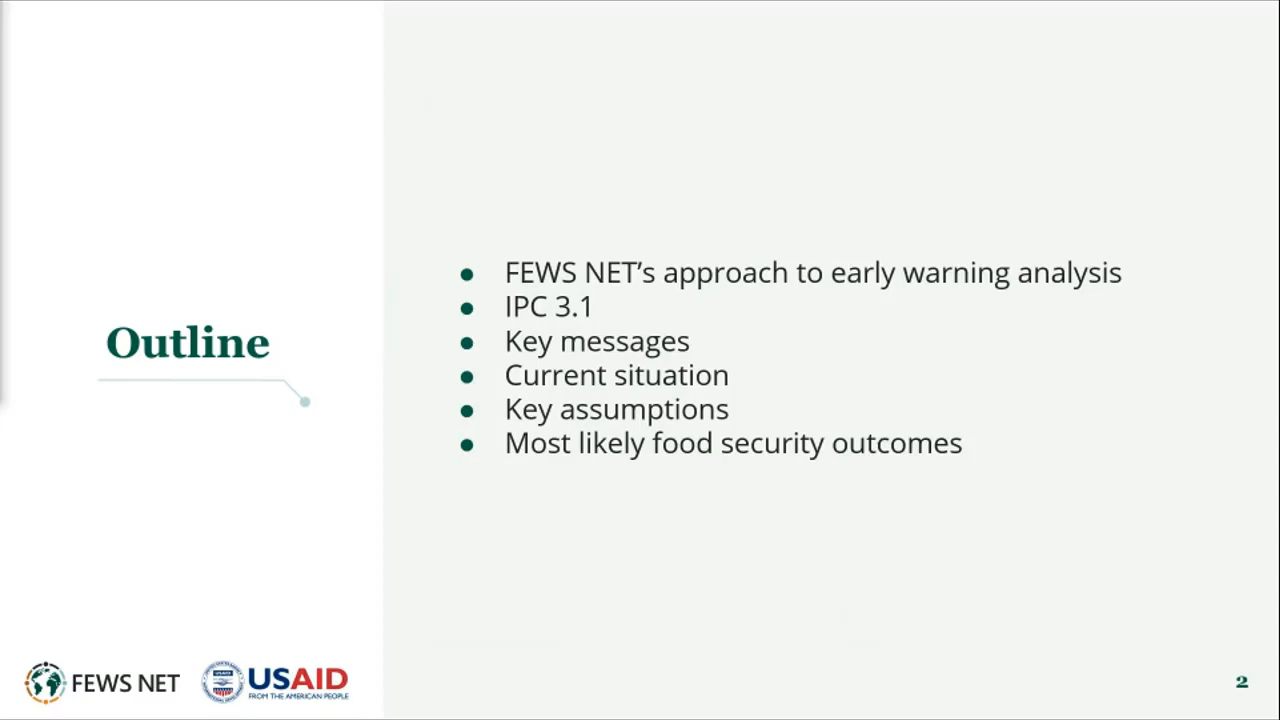 Outline
● FEWS NET’s approach to early warning analysis
● IPC 3.1
● Key messages
● Current situation
● Key assumptions
● Most likely food security outcomes
FEWS NET
USAID
FROM THE AMERICAN PEOPLE
2